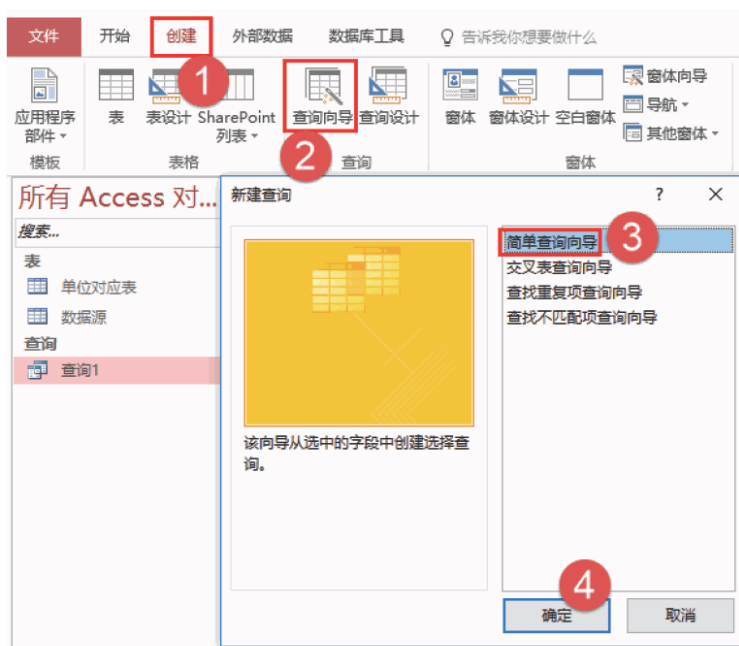 文件 开始 创建 外部数据 数据库工具 告诉我你想要做什么
1
应用程序部件 表 表设计 SharePoint 列表 查询向导 查询设计 窗体 窗体设计 空白窗体 窗体向导
导航
其他窗体
2
模板 表格 查询 窗体
所有 Access 对...
搜索...
表
单位对应表
数据源
查询
查询1
新建查询 ? ×
简单查询向导
3
交叉表查询向导
查找重复项查询向导
查找不匹配项查询向导
该向导从选中的字段中创建选择查
询。
4
确定 取消